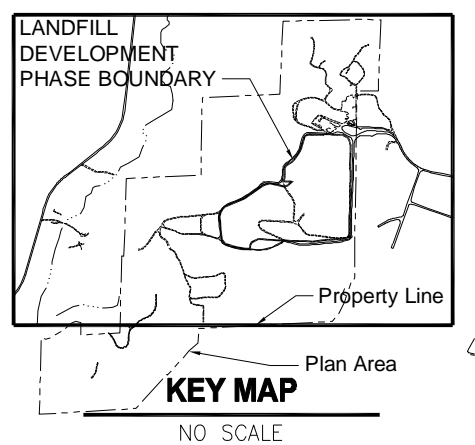 LANDFILL
DEVELOPMENT
PHASE BOUNDARY
Property Line
Plan Area
KEY MAP
NO SCALE